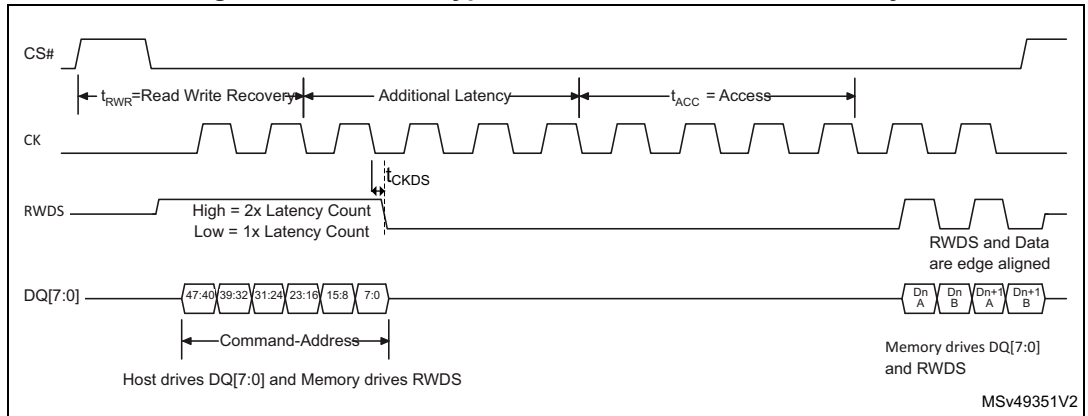 CS#
t_RWR=Read Write Recovery
Additional Latency
t_ACC = Access
CK
t_CKDS
RWDS
High = 2x Latency Count
Low = 1x Latency Count
RWDS and Data
are edge aligned
DQ[7:0]
47:40 39:32 31:24 23:16 15:8 7:0
Dn A
Dn B
Dn+1 A
Dn+1 B
Command-Address
Memory drives DQ[7:0]
and RWDS
Host drives DQ[7:0] and Memory drives RWDS
MSv49351V2